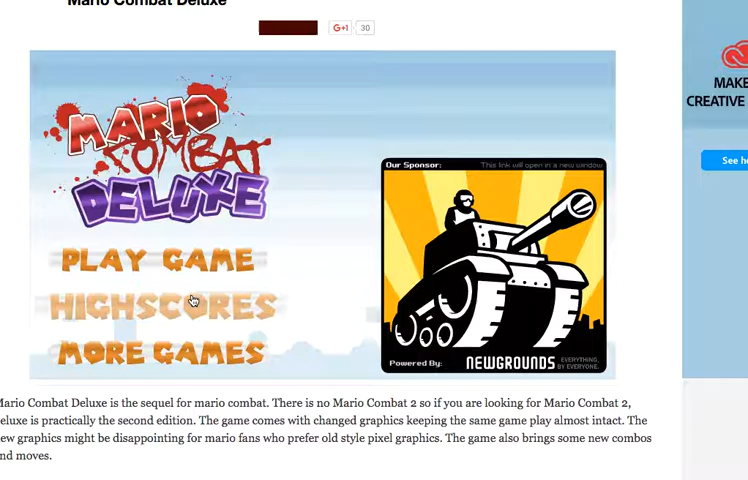 Mario Combat Deluxe
G+1 30
MARIO
COMBAT
DELUXE
PLAY GAME
HIGHSCORES
MORE GAMES
Our Sponsor: This link will open in a new window
Powered By: NEWGROUNDS EVERYTHING,
BY EVERYONE.
MAKE
CREATIVE
See h
Mario Combat Deluxe is the sequel for mario combat. There is no Mario Combat 2 so if you are looking for Mario Combat 2,
eluxe is practically the second edition. The game comes with changed graphics keeping the same game play almost intact. The
ew graphics might be disappointing for mario fans who prefer old style pixel graphics. The game also brings some new combos
nd moves.